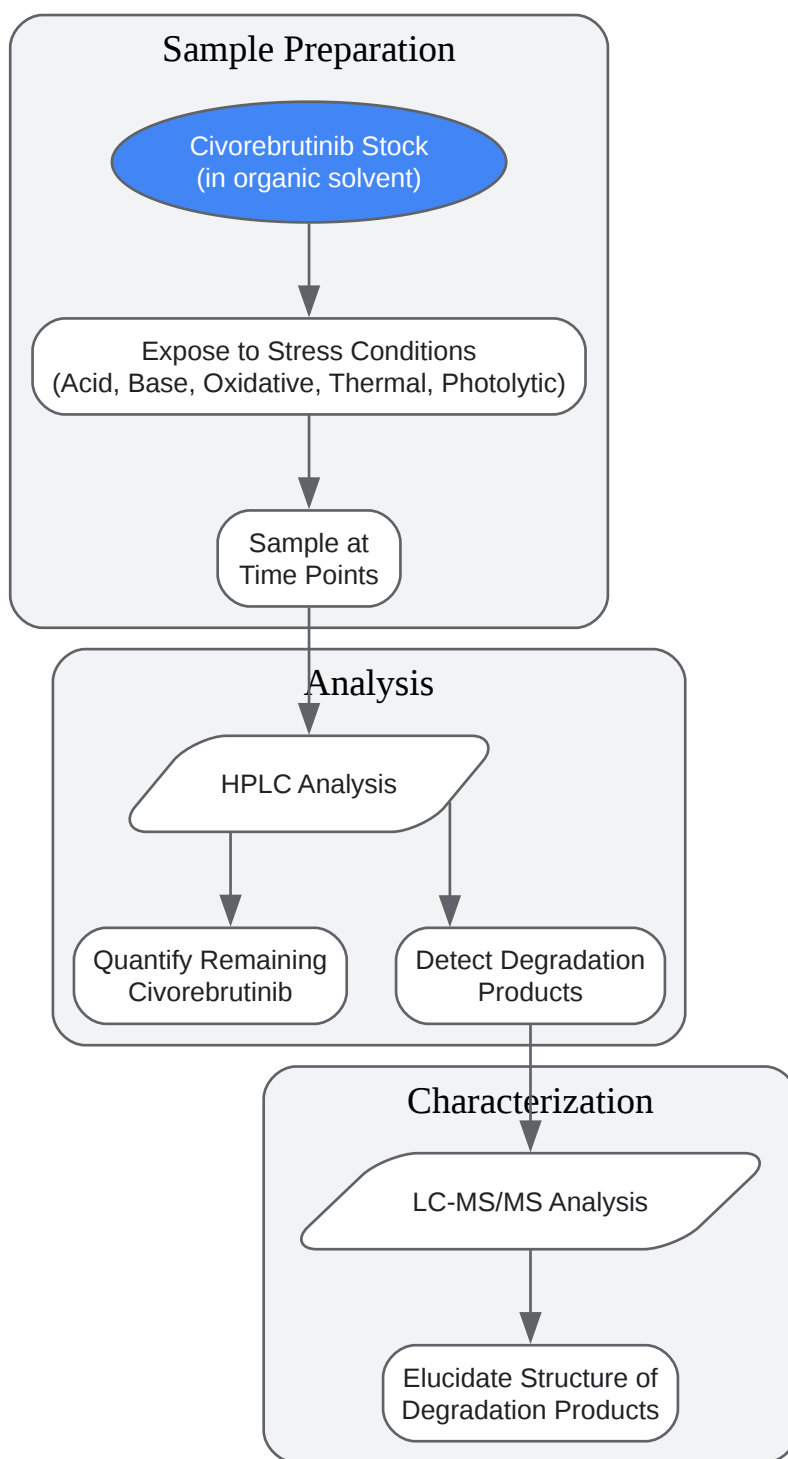 Sample Preparation
Civorebrutinib Stock
(in organic solvent)
Expose to Stress Conditions
(Acid, Base, Oxidative, Thermal, Photolytic)
Sample at
Time Points
Analysis
HPLC Analysis
Quantify Remaining
Civorebrutinib
Detect Degradation
Products
Characterization
LC-MS/MS Analysis
Elucidate Structure of
Degradation Products